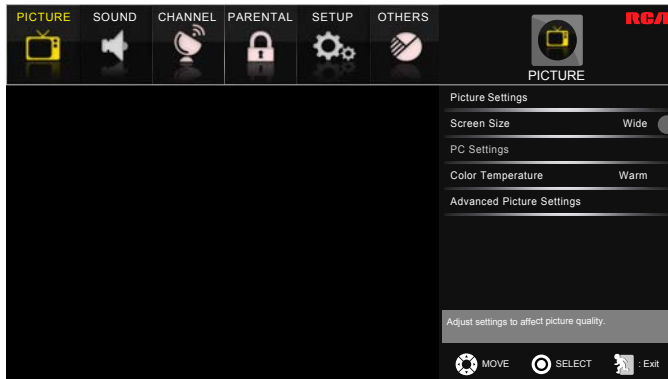 PICTURE SOUND CHANNEL PARENTAL SETUP OTHERS
RCA
PICTURE
Picture Settings
Screen Size Wide
PC Settings
Color Temperature Warm
Advanced Picture Settings
Adjust settings to affect picture quality.
MOVE SELECT : Exit